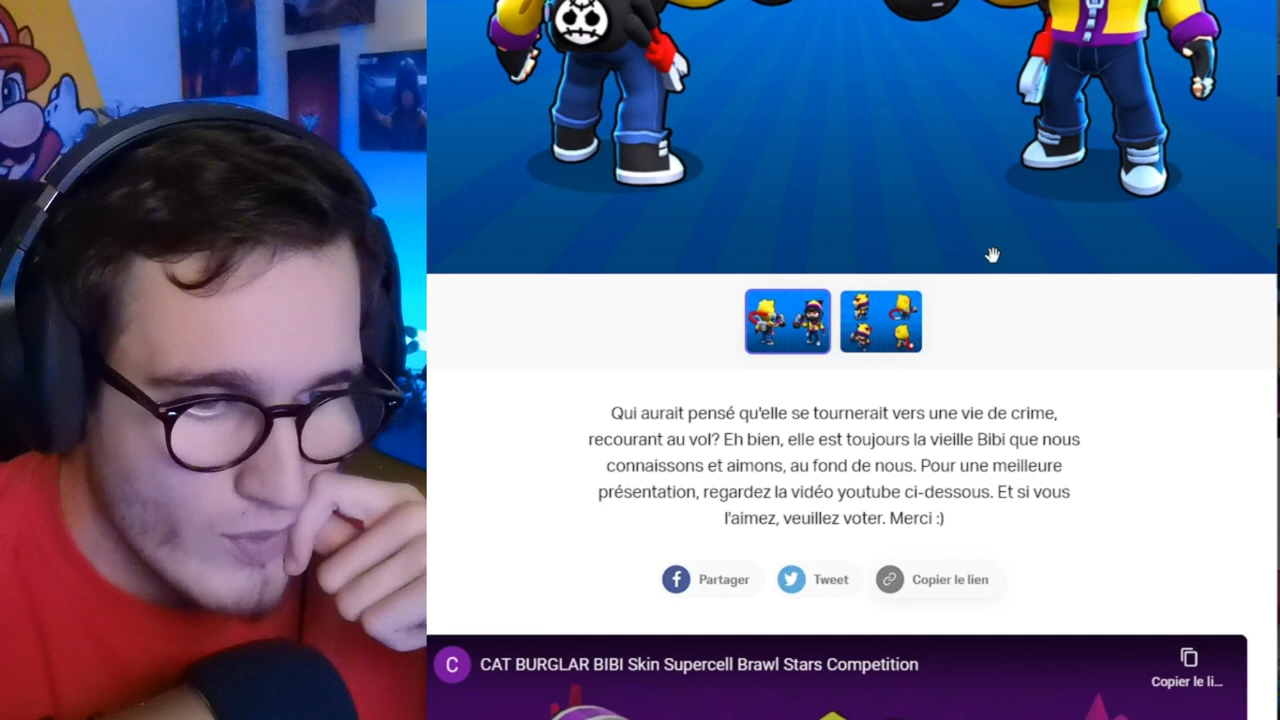 Qui aurait pensé qu'elle se tournerait vers une vie de crime,
recourant au vol? Eh bien, elle est toujours la vieille Bibi que nous
connaissons et aimons, au fond de nous. Pour une meilleure
présentation, regardez la vidéo youtube ci-dessous. Et si vous
l'aimez, veuillez voter. Merci :)
Partager Tweet Copier le lien
C CAT BURGLAR BIBI Skin Supercell Brawl Stars Competition
Copier le li...